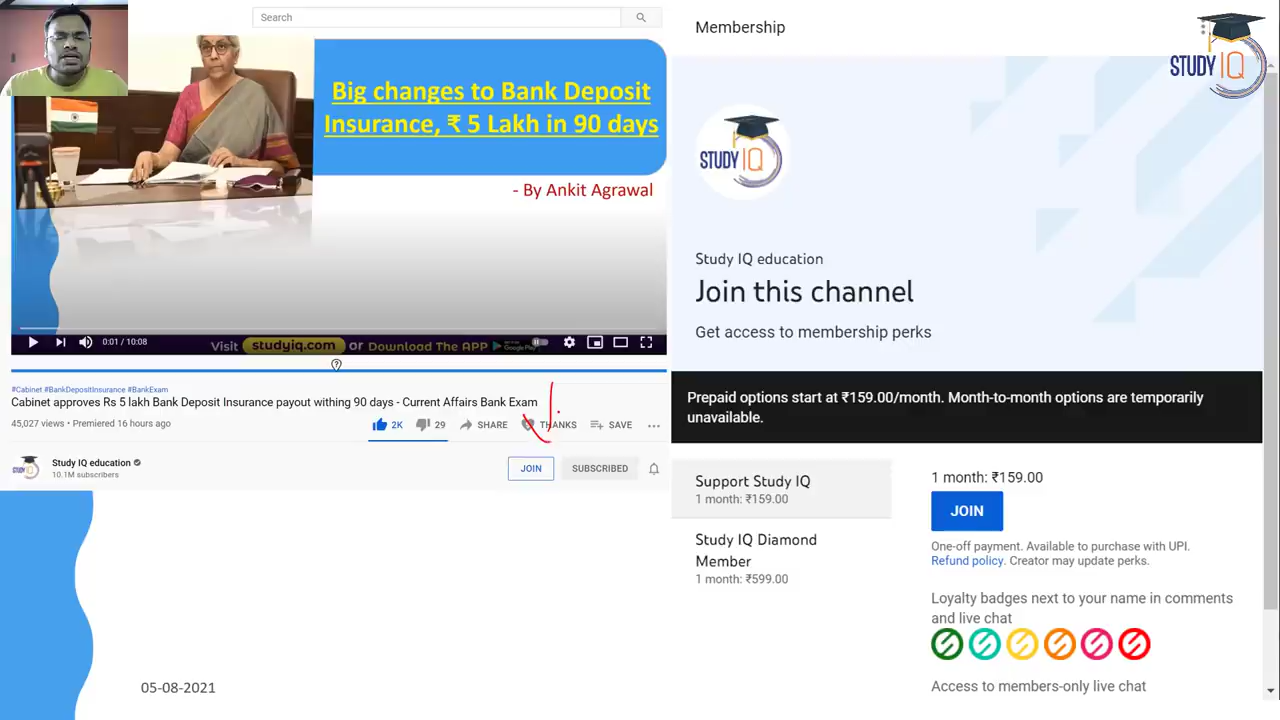 Search
Big changes to Bank Deposit
Insurance, ₹ 5 Lakh in 90 days
- By Ankit Agrawal
0:01 / 10:08
Visit studyiq.com or Download The APP
#Cabinet #BankDepositInsurance #BankExam
Cabinet approves Rs 5 lakh Bank Deposit Insurance payout withing 90 days - Current Affairs Bank Exam
45,027 views • Premiered 16 hours ago
2K 29 SHARE THANKS SAVE
Study IQ education
10.1M subscribers
STUDY IQ
JOIN SUBSCRIBED
05-08-2021
Membership
STUDY IQ
STUDY IQ
Study IQ education
Join this channel
Get access to membership perks
Prepaid options start at ₹159.00/month. Month-to-month options are temporarily
unavailable.
Support Study IQ
1 month: ₹159.00
Study IQ Diamond
Member
1 month: ₹599.00
1 month: ₹159.00
JOIN
One-off payment. Available to purchase with UPI.
Refund policy. Creator may update perks.
Loyalty badges next to your name in comments
and live chat
Access to members-only live chat